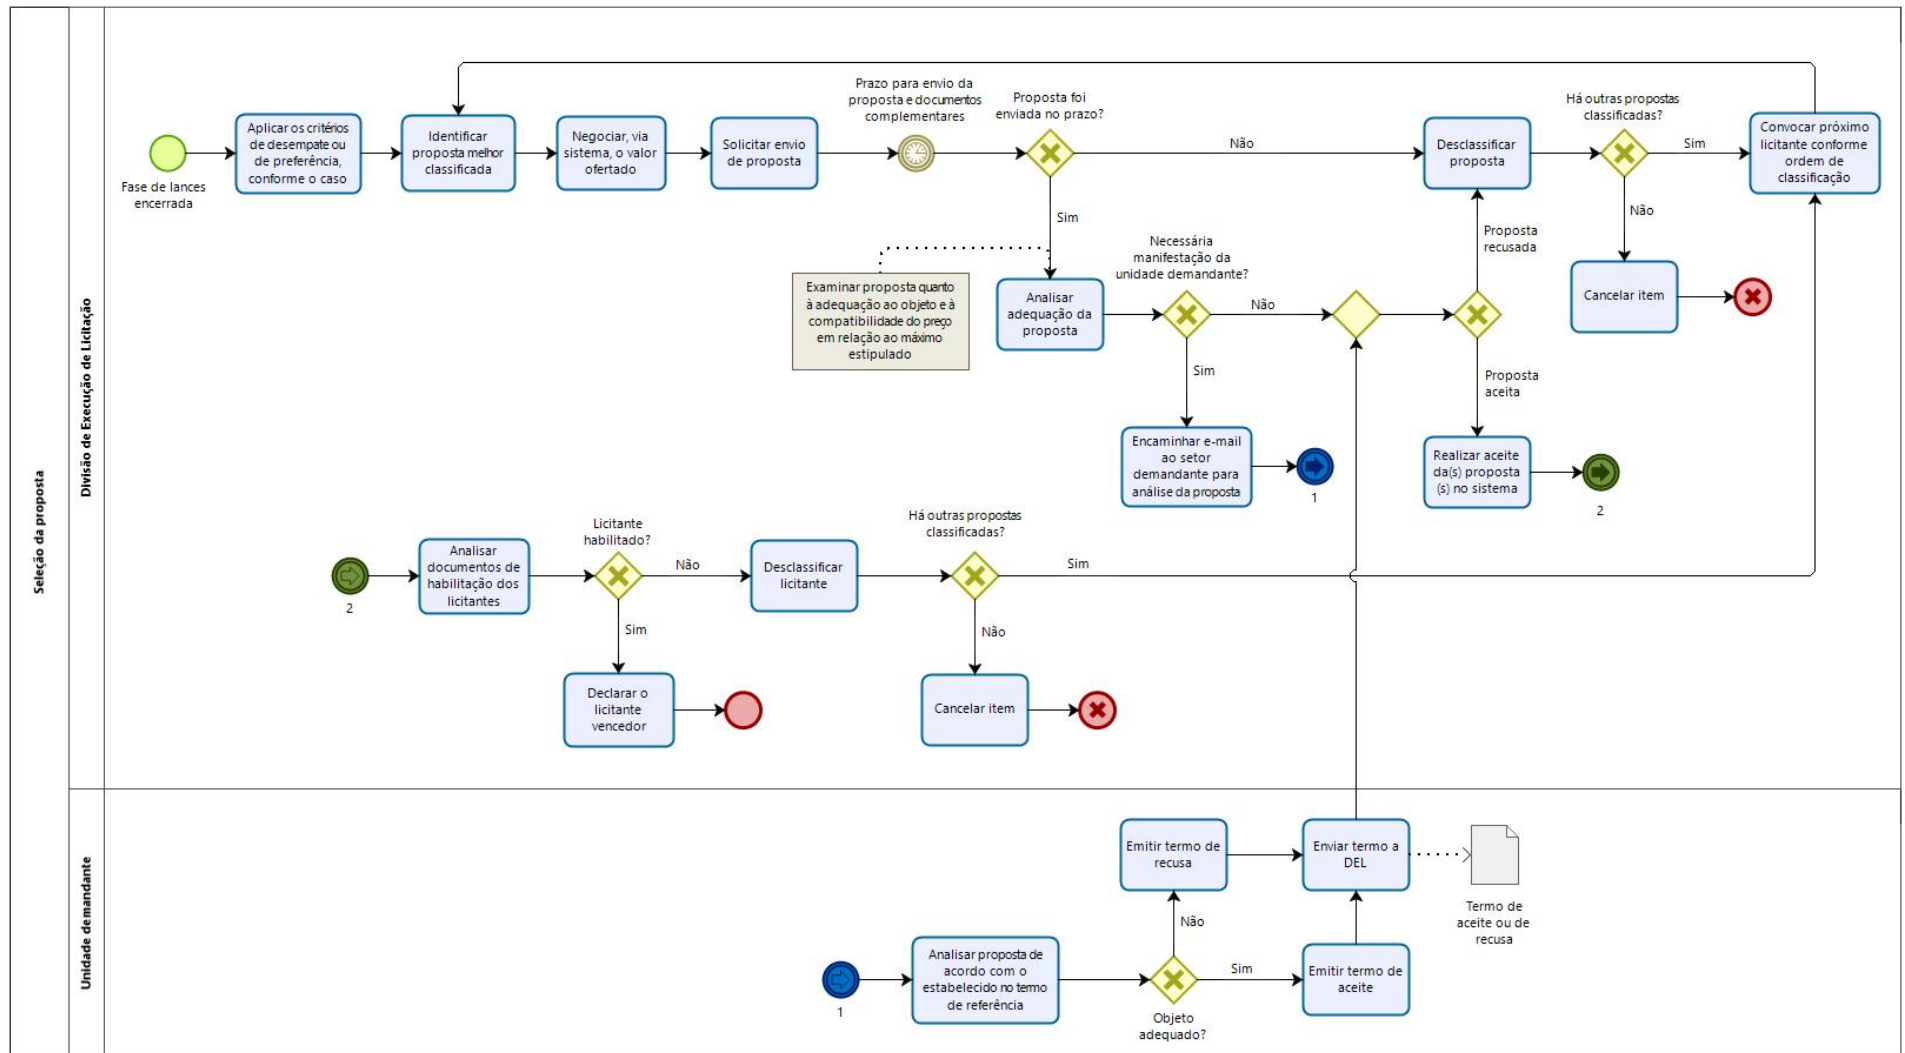 Seleção da proposta
Divisão de Execução de Licitação
Fase de lances
encerrada
Aplicar os critérios
de desempate ou
de preferência,
conforme o caso
Identificar
proposta melhor
classificada
Negociar, via
sistema, o valor
ofertado
Solicitar envio
de proposta
Prazo para envio da
proposta e documentos
complementares
Proposta foi
enviada no prazo?
Não
Sim
Desclassificar
proposta
Há outras propostas
classificadas?
Sim
Não
Convocar próximo
licitante conforme
ordem de
classificação
Cancelar item
Examinar proposta quanto
à adequação ao objeto e à
compatibilidade do preço
em relação ao máximo
estipulado
Analisar
adequação da
proposta
Necessária
manifestação da
unidade demandante?
Não
Sim
Proposta
recusada
Proposta
aceita
Encaminhar e-mail
ao setor
demandante para
análise da proposta
1
Realizar aceite
da(s) proposta
(s) no sistema
2
2
Analisar
documentos de
habilitação dos
licitantes
Licitante
habilitado?
Não
Sim
Desclassificar
licitante
Há outras propostas
classificadas?
Sim
Não
Declarar o
licitante
vencedor
Cancelar item
Unidade demandante
1
Analisar proposta de
acordo com o
estabelecido no termo
de referência
Objeto
adequado?
Não
Sim
Emitir termo de
recusa
Emitir termo de
aceite
Enviar termo a
DEL
Termo de
aceite ou de
recusa